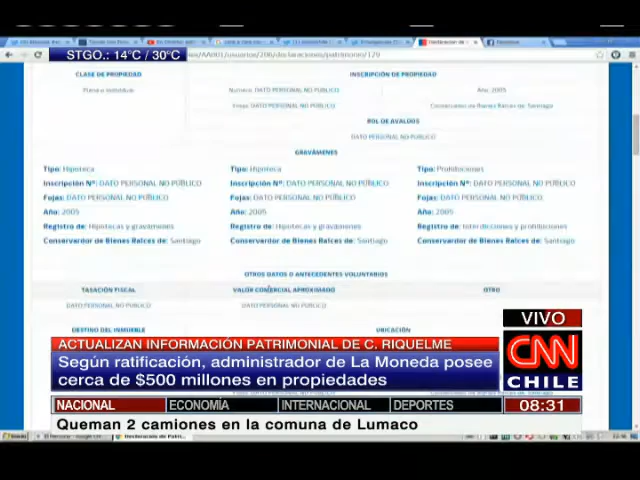 STGO.: 14°C / 30°C
CLASE DE PROPIEDAD
INSCRIPCIÓN DE PROPIEDAD
Número: DATO PERSONAL NO PÚBLICO
Año: 2005
Fojas: DATO PERSONAL NO PÚBLICO
Conservador de Bienes Raíces de: Santiago
ROL DE AVALÚOS
DATO PERSONAL NO PÚBLICO
GRAVÁMENES
Tipo: Hipoteca
Tipo: Hipoteca
Tipo: Prohibiciones
Inscripción Nº: DATO PERSONAL NO PÚBLICO
Inscripción Nº: DATO PERSONAL NO PÚBLICO
Inscripción Nº: DATO PERSONAL NO PÚBLICO
Fojas: DATO PERSONAL NO PÚBLICO
Fojas: DATO PERSONAL NO PÚBLICO
Fojas: DATO PERSONAL NO PÚBLICO
Año: 2005
Año: 2005
Año: 2005
Registro de: Hipotecas y gravámenes
Registro de: Hipotecas y gravámenes
Registro de: Interdicciones y prohibiciones
Conservardor de Bienes Raíces de: Santiago
Conservardor de Bienes Raíces de: Santiago
Conservardor de Bienes Raíces de: Santiago
OTROS DATOS O ANTECEDENTES VOLUNTARIOS
TASACIÓN FISCAL
VALOR COMERCIAL APROXIMADO
OTRO
DATO PERSONAL NO PÚBLICO
DATO PERSONAL NO PÚBLICO
DESTINO DEL INMUEBLE
UBICACIÓN
VIVO
CNN
CHILE
ACTUALIZAN INFORMACIÓN PATRIMONIAL DE C. RIQUELME
Según ratificación, administrador de La Moneda posee
cerca de $500 millones en propiedades
NACIONAL
ECONOMÍA
INTERNACIONAL
DEPORTES
08:31
Queman 2 camiones en la comuna de Lumaco